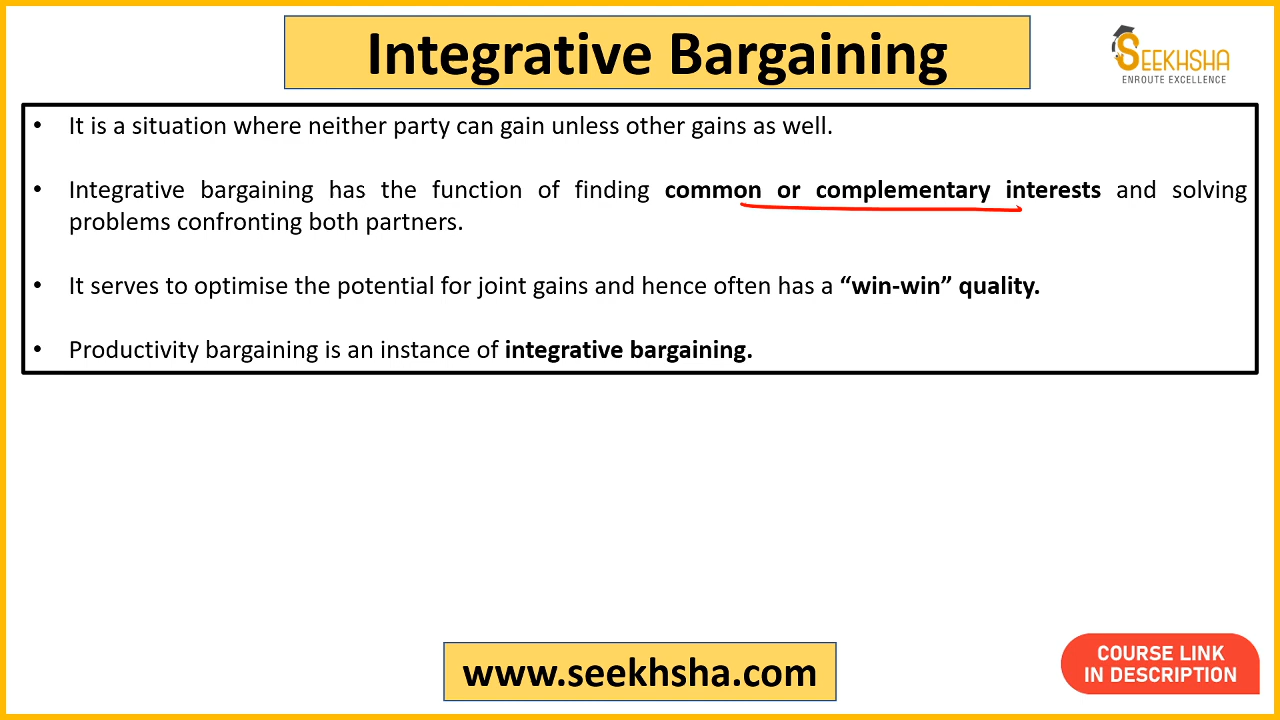 Integrative Bargaining
SEEKHSHA
ENROUTE EXCELLENCE
• It is a situation where neither party can gain unless other gains as well.
• Integrative bargaining has the function of finding common or complementary interests and solving
problems confronting both partners.
• It serves to optimise the potential for joint gains and hence often has a “win-win” quality.
• Productivity bargaining is an instance of integrative bargaining.
www.seekhsha.com
COURSE LINK
IN DESCRIPTION